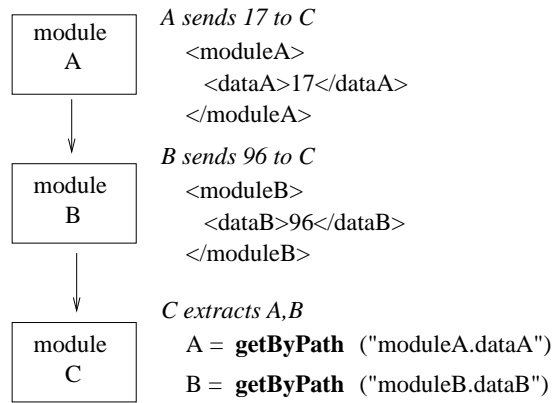 module
A
A sends 17 to C
<moduleA>
<dataA>17</dataA>
</moduleA>
module
B
B sends 96 to C
<moduleB>
<dataB>96</dataB>
</moduleB>
module
C
C extracts A,B
A = getByPath ("moduleA.dataA")
B = getByPath ("moduleB.dataB")